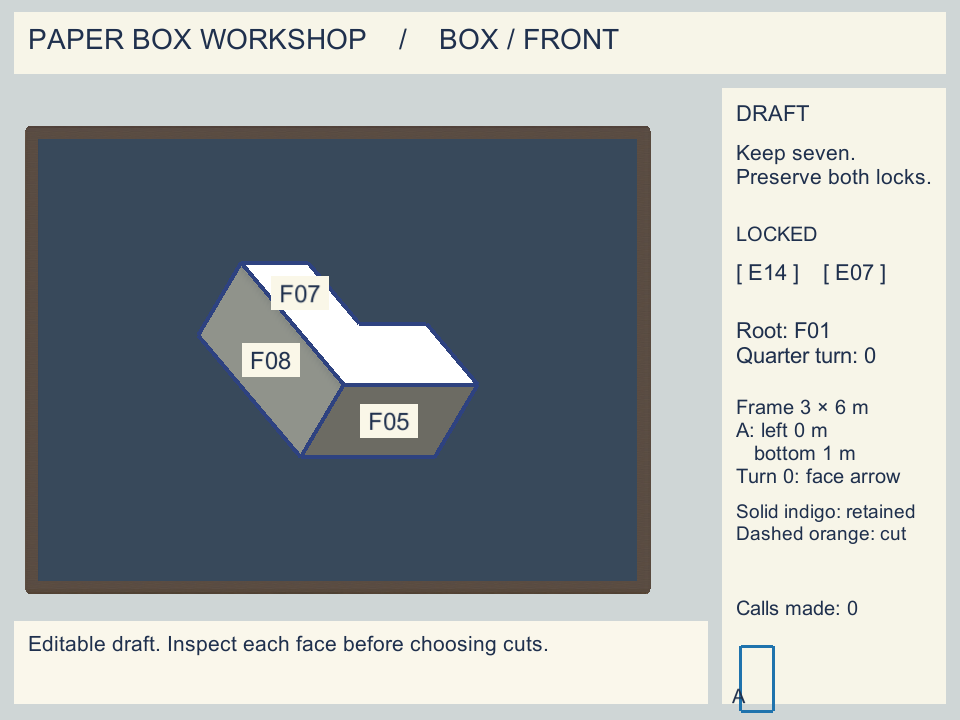 PAPER BOX WORKSHOP / BOX / FRONT
DRAFT
Keep seven.
Preserve both locks.
LOCKED
[ E14 ] [ E07 ]
Root: F01
Quarter turn: 0
Frame 3 × 6 m
A: left 0 m
bottom 1 m
Turn 0: face arrow
Solid indigo: retained
Dashed orange: cut
Calls made: 0
A
F07
F08
F05
Editable draft. Inspect each face before choosing cuts.